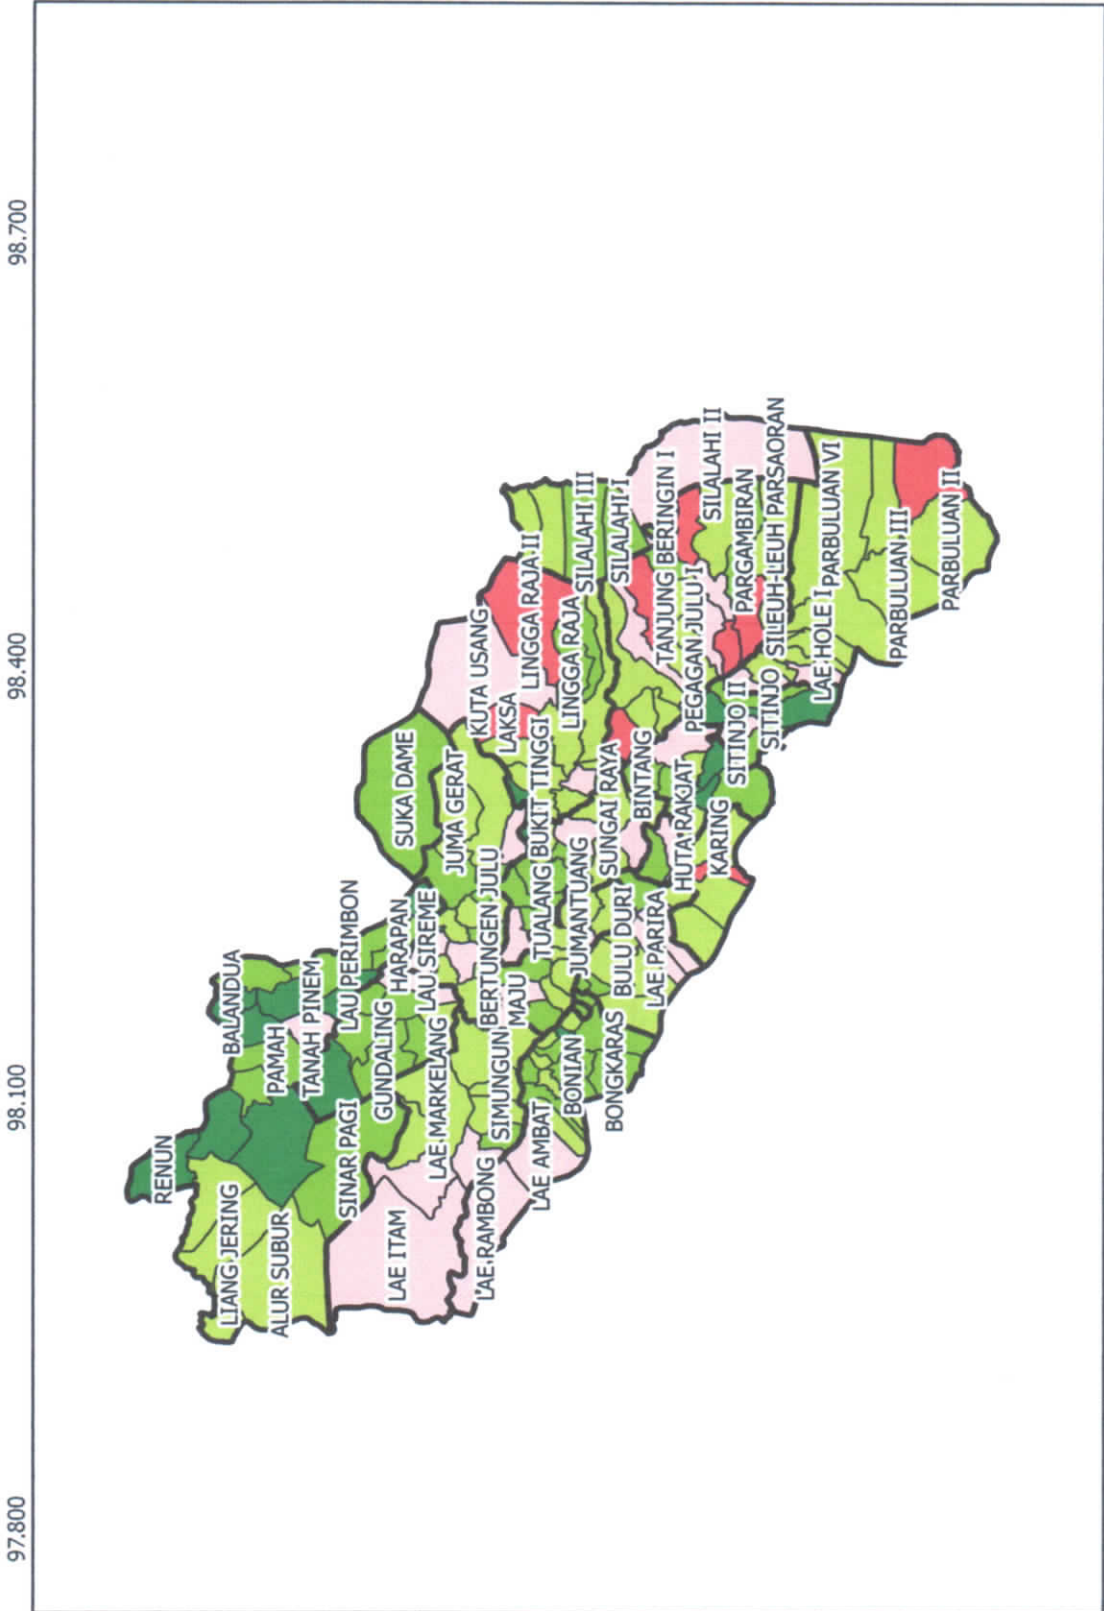 97.800
98.100
98.400
98.700
RENUN
BALANDUA
LIANG JERING
PAMAH
ALUR SUBUR
TANAH PINEM
LAU PERIMBON
SINAR PAGI
GUNDALING
HARAPAN
SUKA DAME
LAE ITAM
LAU SIREME
LAE MARKELANG
JUMA GERAT
KUTA USANG
LAE RAMBONG
BERTUNGEN JULU
SIMUNGUN
MAJU
LAKSA
LINGGA RAJA II
LAE AMBAT
TUALANG
BUKIT TINGGI
LINGGA RAJA
SILALAHI III
BONIAN
JUMANTUANG
SUNGAI RAYA
SILALAHI I
BONGKARAS
BULU DURI
BINTANG
TANJUNG BERINGIN I
LAE PARIRA
HUTA RAKJAT
PEGAGAN JULU I
SILALAHI II
KARING
SITINJO II
PARGAMBIRAN
SITINJO
SILEUH-LEUH PARSAORAN
LAE HOLE I
PARBULUAN VI
PARBULUAN III
PARBULUAN II